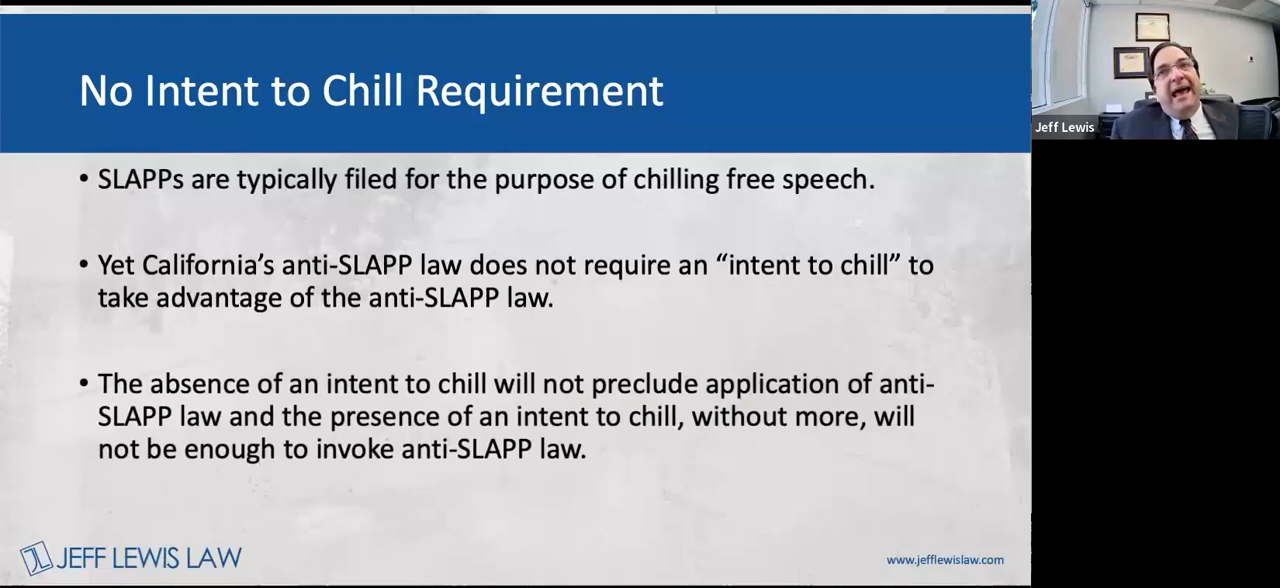 No Intent to Chill Requirement
• SLAPPs are typically filed for the purpose of chilling free speech.
• Yet California’s anti-SLAPP law does not require an “intent to chill” to
take advantage of the anti-SLAPP law.
• The absence of an intent to chill will not preclude application of anti-
SLAPP law and the presence of an intent to chill, without more, will
not be enough to invoke anti-SLAPP law.
JEFF LEWIS LAW
www.jefflewislaw.com
Jeff Lewis